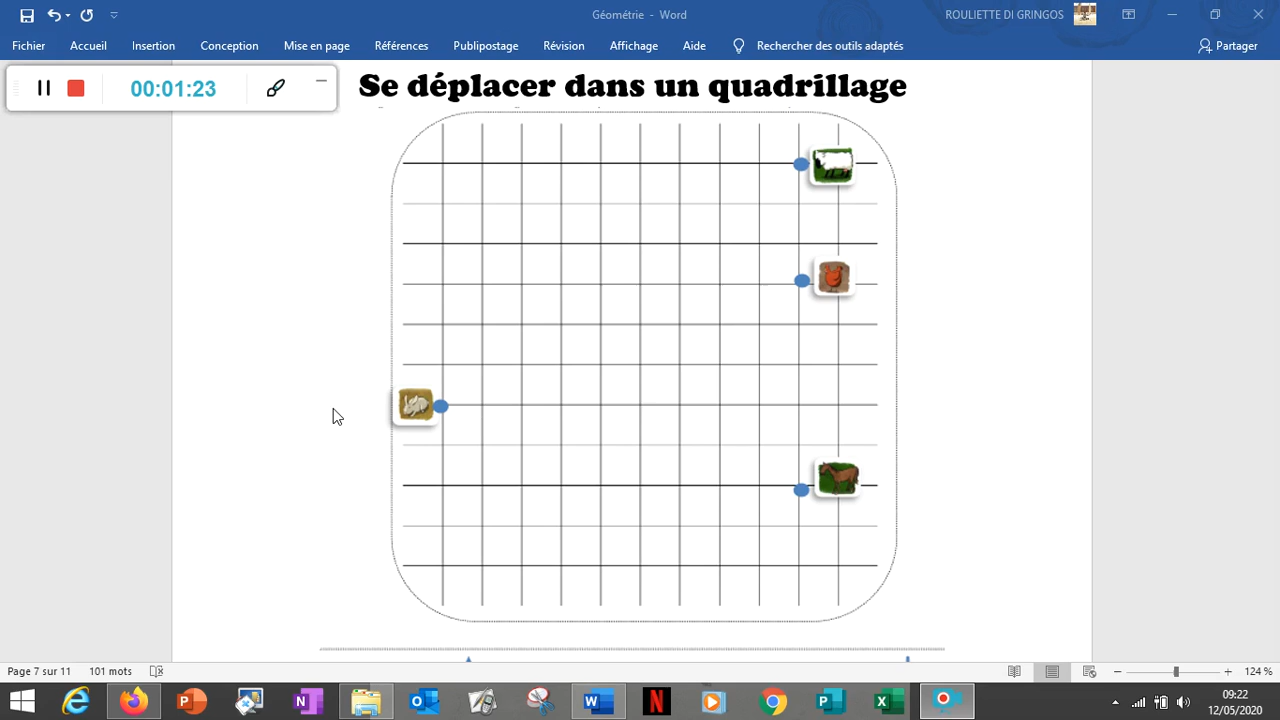 Géométrie - Word
ROULIETTE DI GRINGOS
Fichier Accueil Insertion Conception Mise en page Références Publipostage Révision Affichage Aide Rechercher des outils adaptés Partager
00:01:23
Se déplacer dans un quadrillage
Page 7 sur 11 101 mots
124 %
09:22
12/05/2020